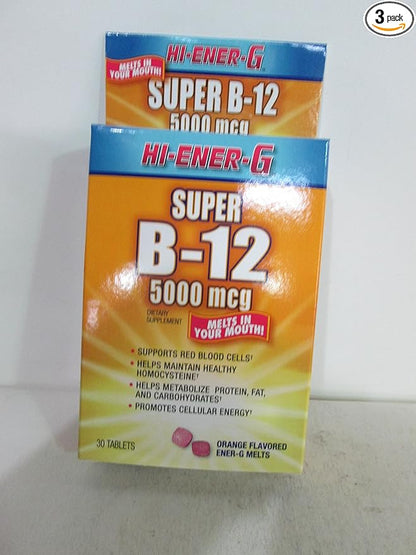 3
pack
HI-ENER-G
MELTS IN
YOUR MOUTH!
SUPER B-12
5000 mcg
HI-ENER-G
SUPER
B-12
5000 mcg
DIETARY
SUPPLEMENT
MELTS IN
YOUR MOUTH!
• SUPPORTS RED BLOOD CELLS†
• HELPS MAINTAIN HEALTHY
HOMOCYSTEINE†
• HELPS METABOLIZE PROTEIN, FAT,
AND CARBOHYDRATES†
• PROMOTES CELLULAR ENERGY†
30 TABLETS
ORANGE FLAVORED
ENER-G MELTS